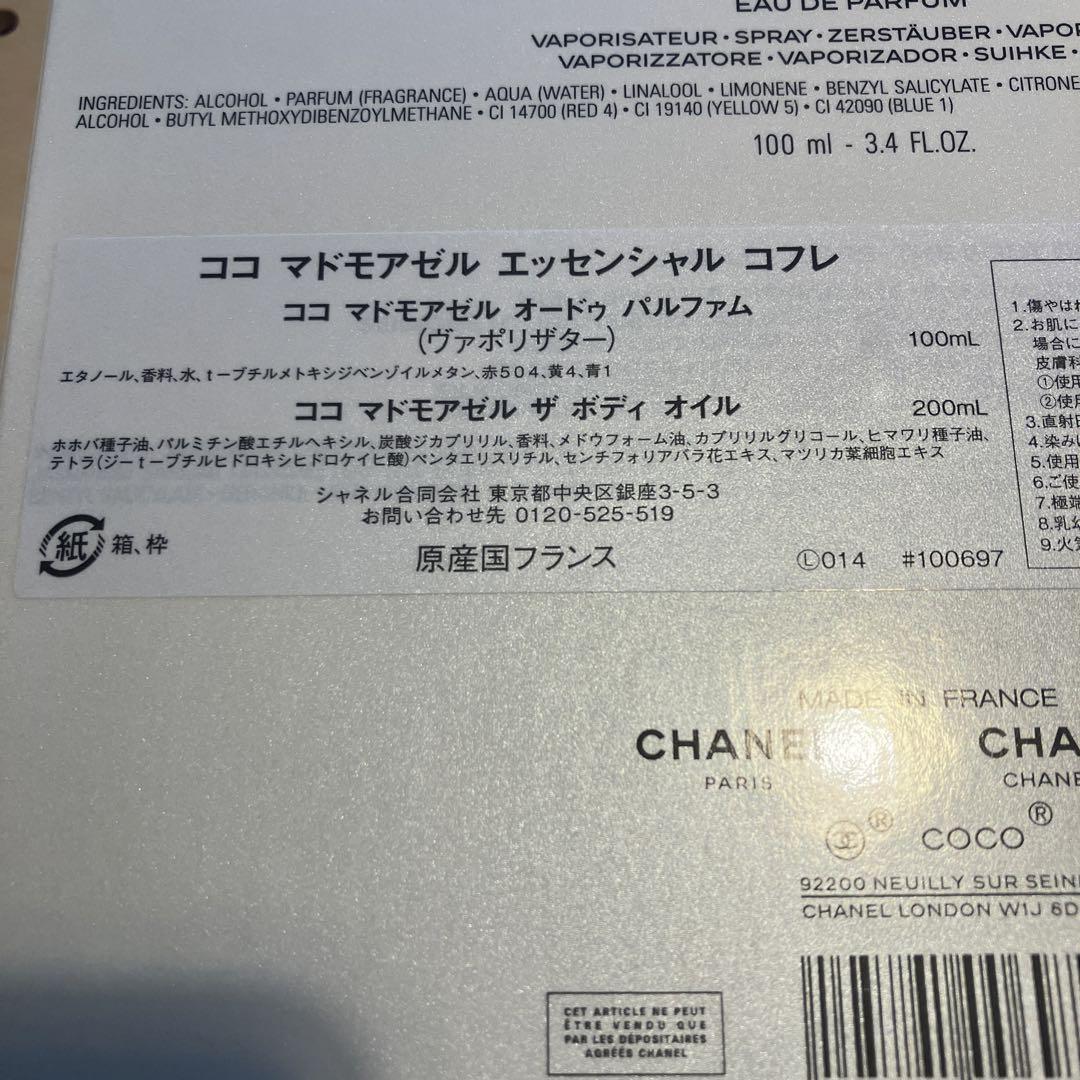 EAU DE PARFUM
VAPORISATEUR • SPRAY • ZERSTÄUBER • VAPOR
VAPORIZZATORE • VAPORIZADOR • SUIHKE •
INGREDIENTS: ALCOHOL • PARFUM (FRAGRANCE) • AQUA (WATER) • LINALOOL • LIMONENE • BENZYL SALICYLATE • CITRONE
ALCOHOL • BUTYL METHOXYDIBENZOYLMETHANE • CI 14700 (RED 4) • CI 19140 (YELLOW 5) • CI 42090 (BLUE 1)
100 ml - 3.4 FL.OZ.
ココ マドモアゼル エッセンシャル コフレ
ココ マドモアゼル オードゥ パルファム
(ヴァポリザター) 100mL
エタノール、香料、水、t-ブチルメトキシジベンゾイルメタン、赤504、黄4、青1
ココ マドモアゼル ザ ボディ オイル 200mL
ホホバ種子油、パルミチン酸エチルヘキシル、炭酸ジカプリリル、香料、メドウフォーム油、カプリリルグリコール、ヒマワリ種子油、
テトラ(ジ-t-ブチルヒドロキシヒドロケイヒ酸)ペンタエリスリチル、センチフォリアバラ花エキス、マツリカ葉細胞エキス
シャネル合同会社 東京都中央区銀座3-5-3
お問い合わせ先 0120-525-519
紙 箱、枠
原産国フランス Ⓛ014 #100697
1.傷やはれ
2.お肌に
場合に
皮膚科
①使用
②使用
3.直射日
4.染み
5.使用
6.ご使
7.極端
8.乳幼
9.火気
MADE IN FRANCE
CHANEL CHA
PARIS CHANE
® COCO®
92200 NEUILLY SUR SEINE
CHANEL LONDON W1J 6D
CET ARTICLE NE PEUT
ÊTRE VENDU QUE
PAR LES DÉPOSITAIRES
AGRÉÉS CHANEL